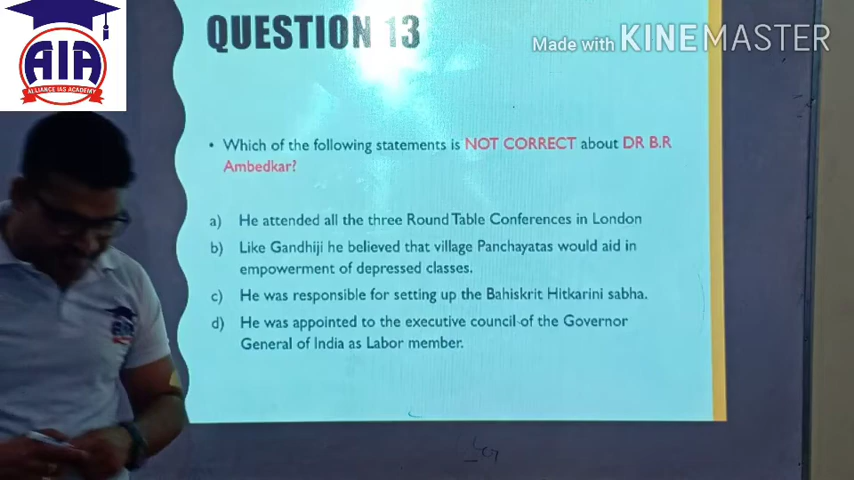 AIA
ALLIANCE IAS ACADEMY
QUESTION 13
Made with KINEMASTER
• Which of the following statements is NOT CORRECT about DR B.R
Ambedkar?
a) He attended all the three Round Table Conferences in London
b) Like Gandhiji he believed that village Panchayatas would aid in
empowerment of depressed classes.
c) He was responsible for setting up the Bahiskrit Hitkarini sabha.
d) He was appointed to the executive council of the Governor
General of India as Labor member.